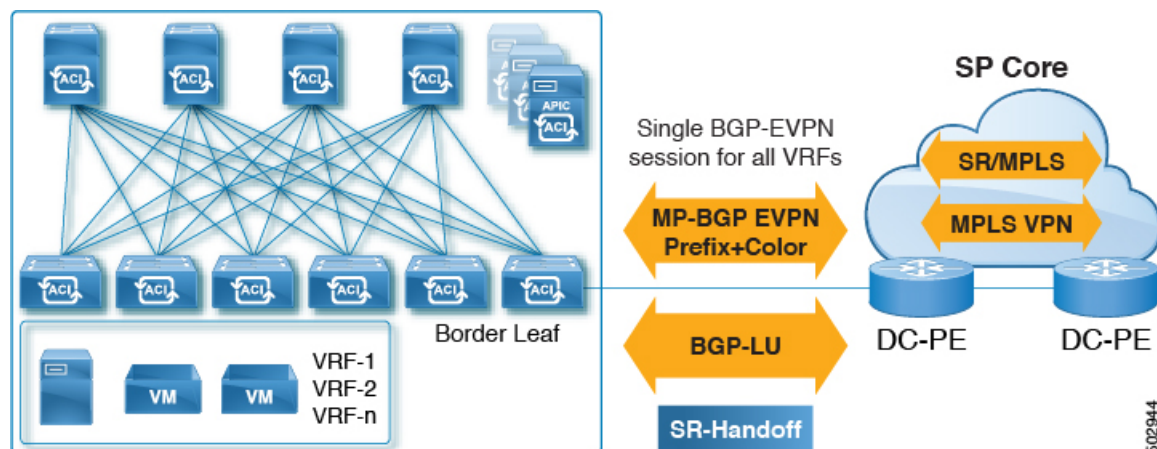 ACI
ACI
ACI
ACI
APIC
ACI
SP Core
Single BGP-EVPN
session for all VRFs
SR/MPLS
MP-BGP EVPN
Prefix+Color
MPLS VPN
ACI
ACI
ACI
ACI
ACI
ACI
Border Leaf
BGP-LU
DC-PE
DC-PE
VM
VM
VRF-1
VRF-2
VRF-n
SR-Handoff